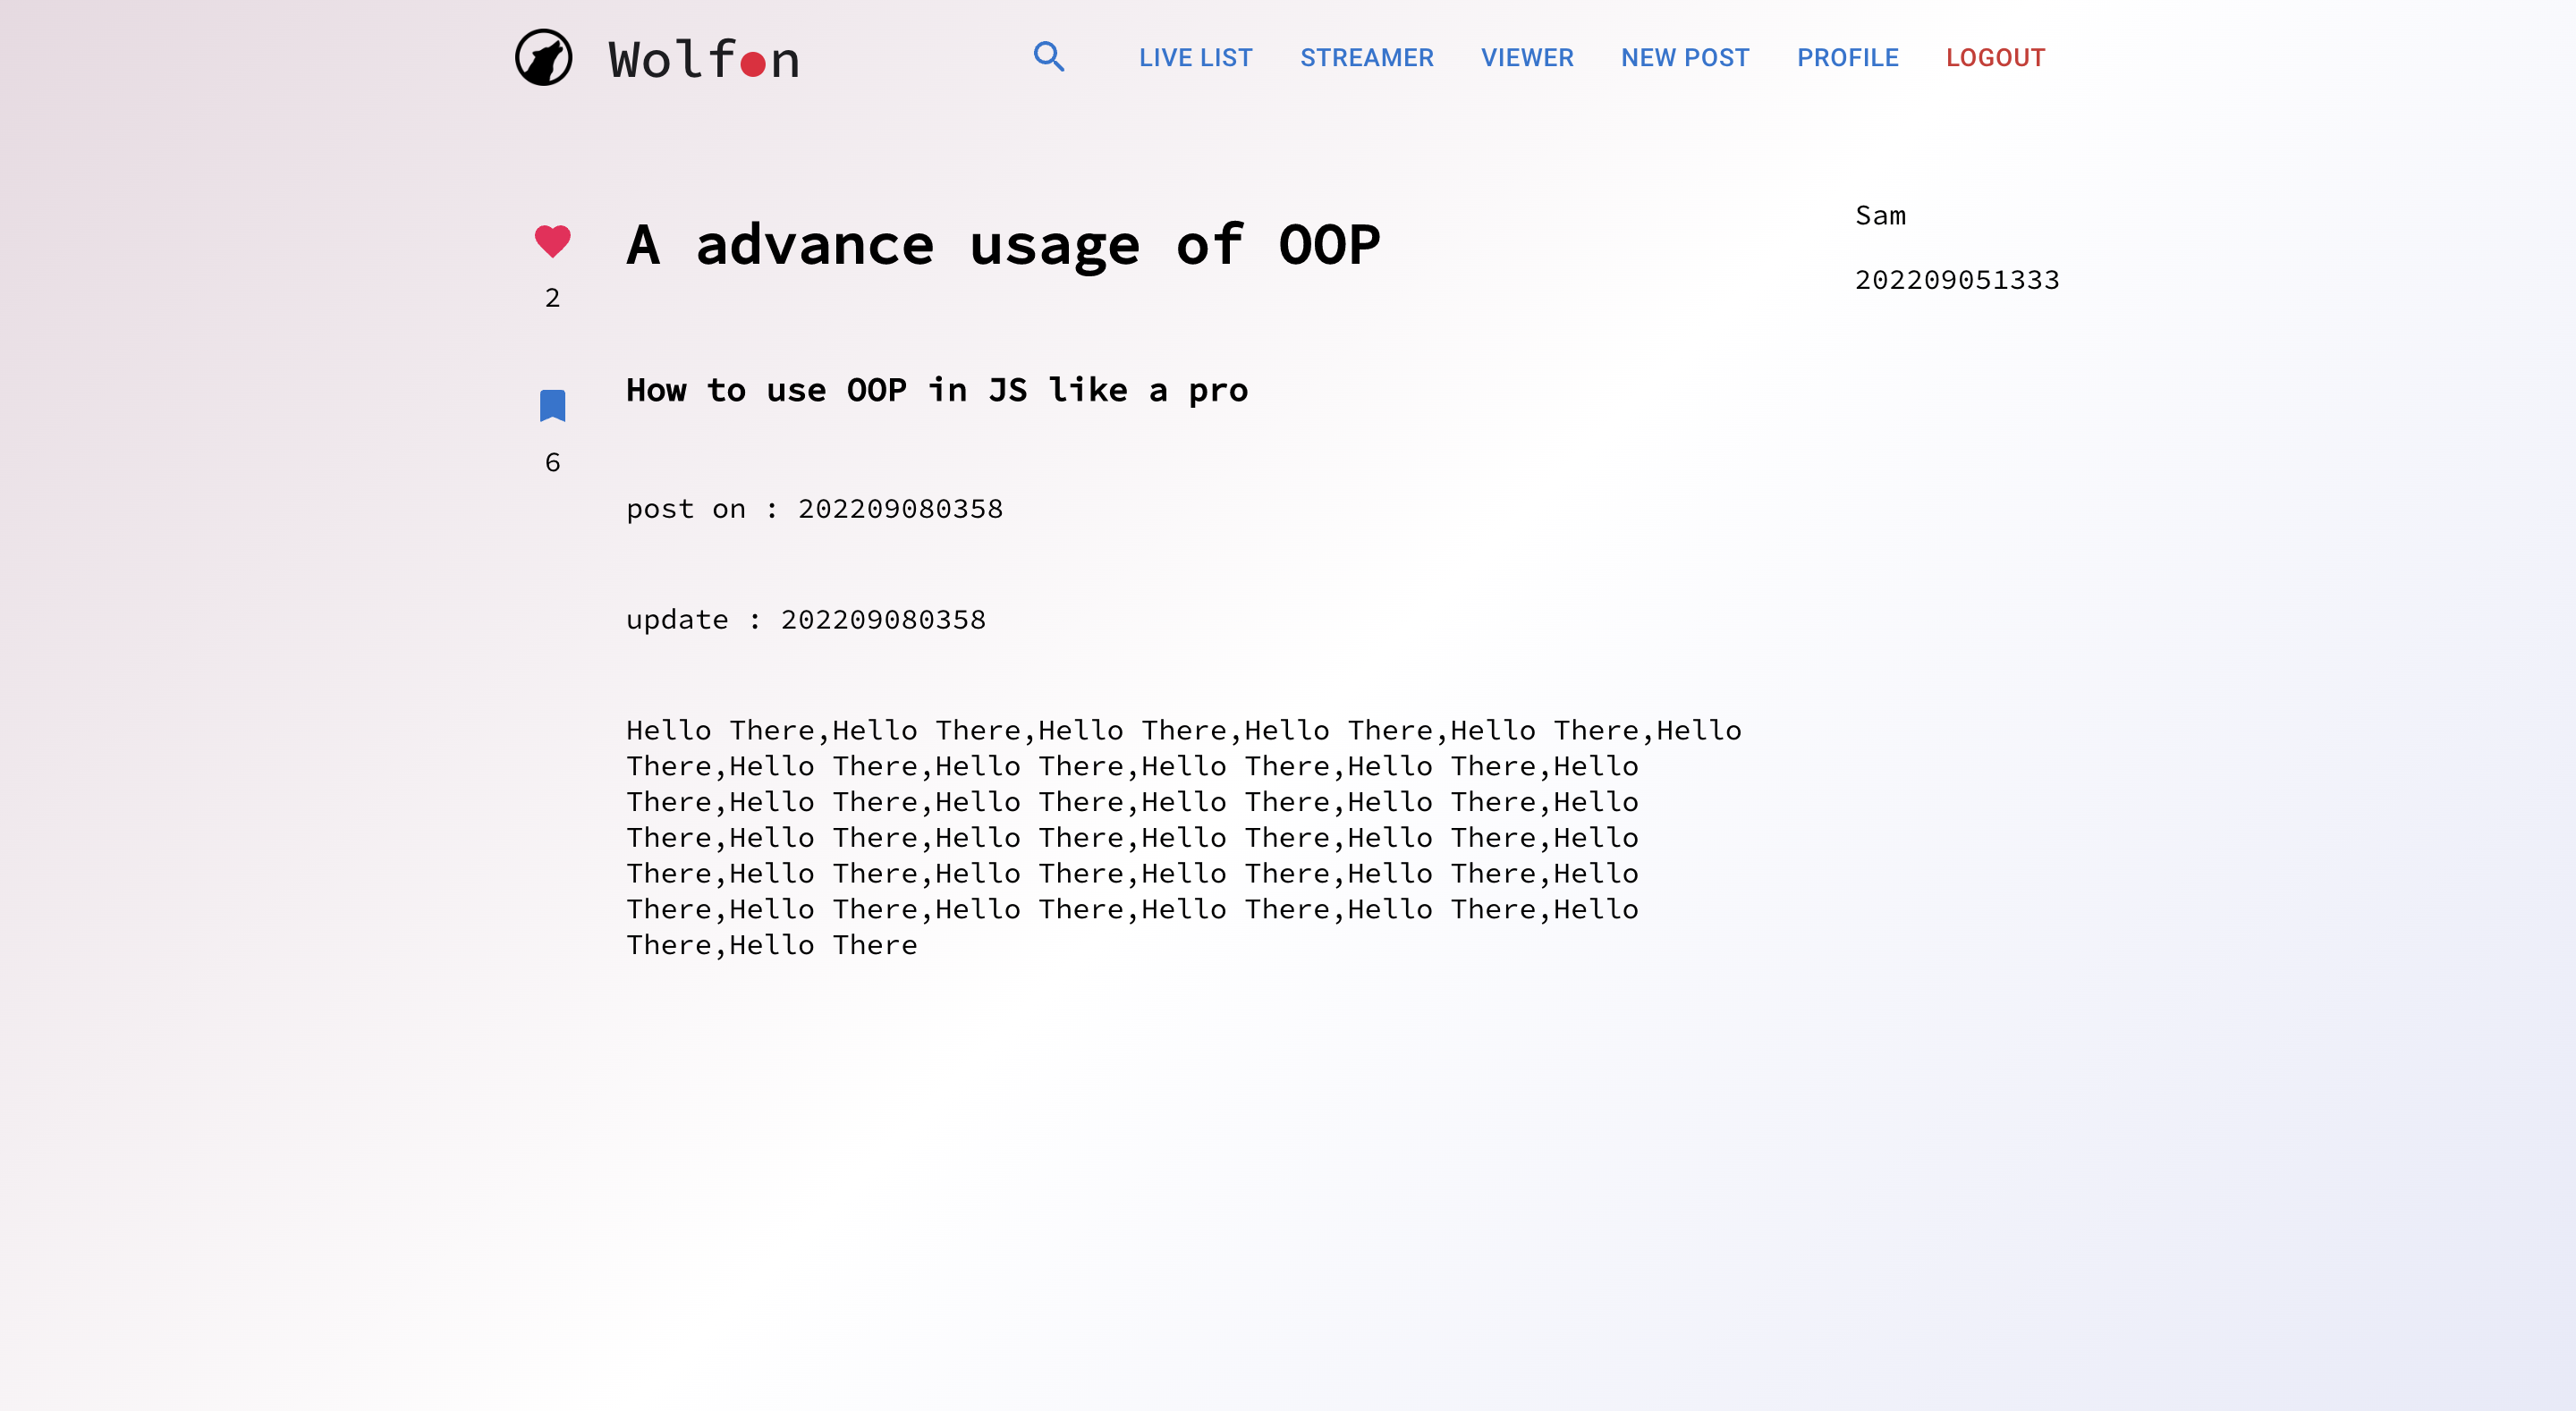 Wolfon
LIVE LIST
STREAMER
VIEWER
NEW POST
PROFILE
LOGOUT
A advance usage of OOP
Sam
202209051333
2
How to use OOP in JS like a pro
6
post on : 202209080358
update : 202209080358
Hello There,Hello There,Hello There,Hello There,Hello There,Hello
There,Hello There,Hello There,Hello There,Hello There,Hello
There,Hello There,Hello There,Hello There,Hello There,Hello
There,Hello There,Hello There,Hello There,Hello There,Hello
There,Hello There,Hello There,Hello There,Hello There,Hello
There,Hello There,Hello There,Hello There,Hello There,Hello
There,Hello There